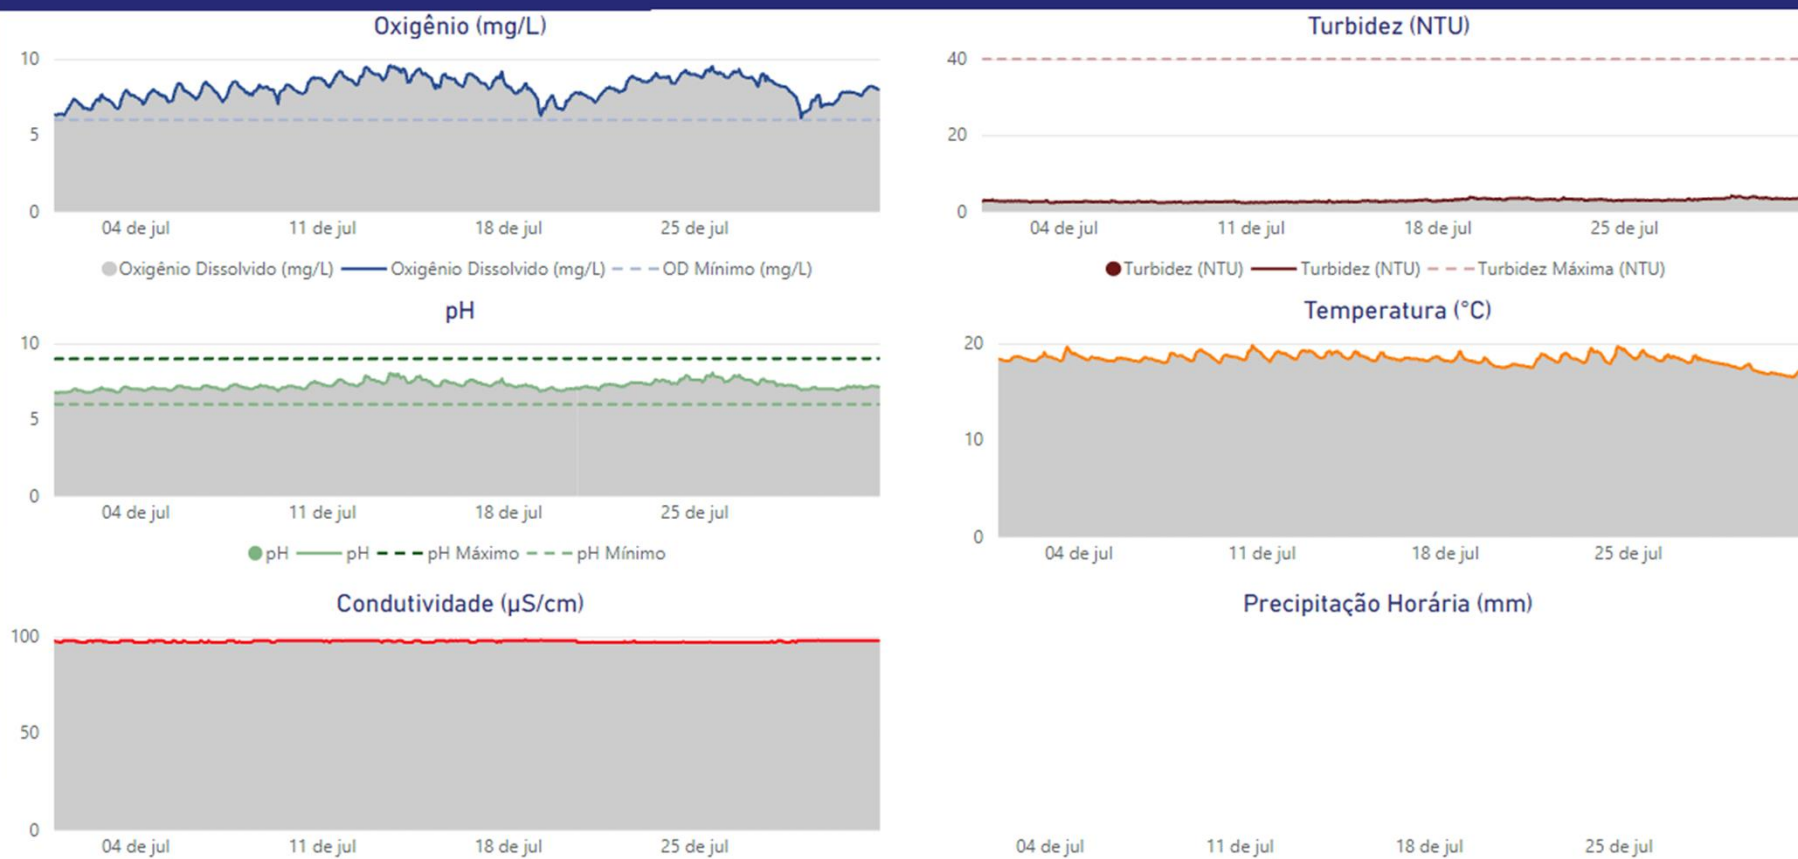 Oxigênio (mg/L)
10
5
0
04 de jul 11 de jul 18 de jul 25 de jul
Oxigênio Dissolvido (mg/L) Oxigênio Dissolvido (mg/L) OD Mínimo (mg/L)
Turbidez (NTU)
40
20
0
04 de jul 11 de jul 18 de jul 25 de jul
Turbidez (NTU) Turbidez (NTU) Turbidez Máxima (NTU)
pH
10
5
0
04 de jul 11 de jul 18 de jul 25 de jul
pH pH pH Máximo pH Mínimo
Temperatura (°C)
20
10
0
04 de jul 11 de jul 18 de jul 25 de jul
Condutividade (µS/cm)
100
50
0
04 de jul 11 de jul 18 de jul 25 de jul
Precipitação Horária (mm)
04 de jul 11 de jul 18 de jul 25 de jul